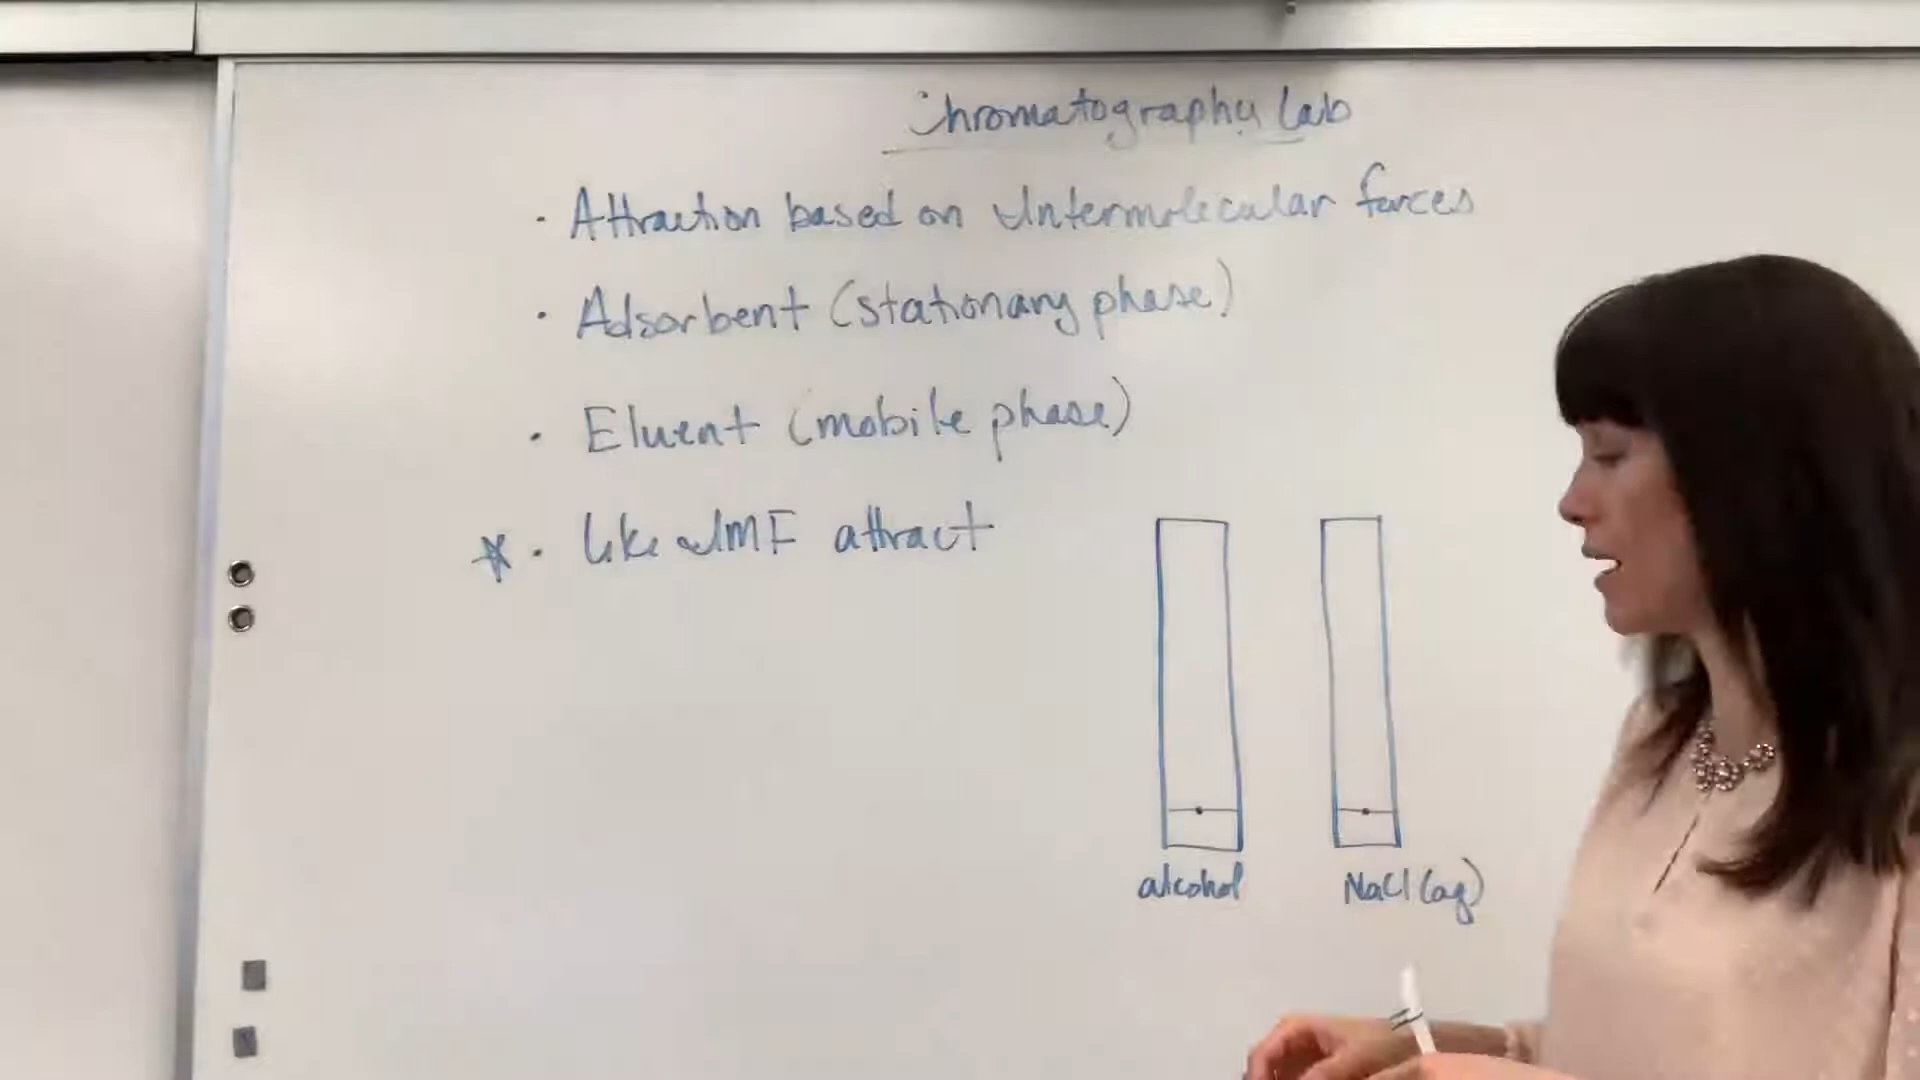 Chromatography Lab
· Attraction based on Intermolecular forces
· Adsorbent (stationary phase)
· Eluent (mobile phase)
☆ · like IMF attract
alcohol
NaCl (aq)